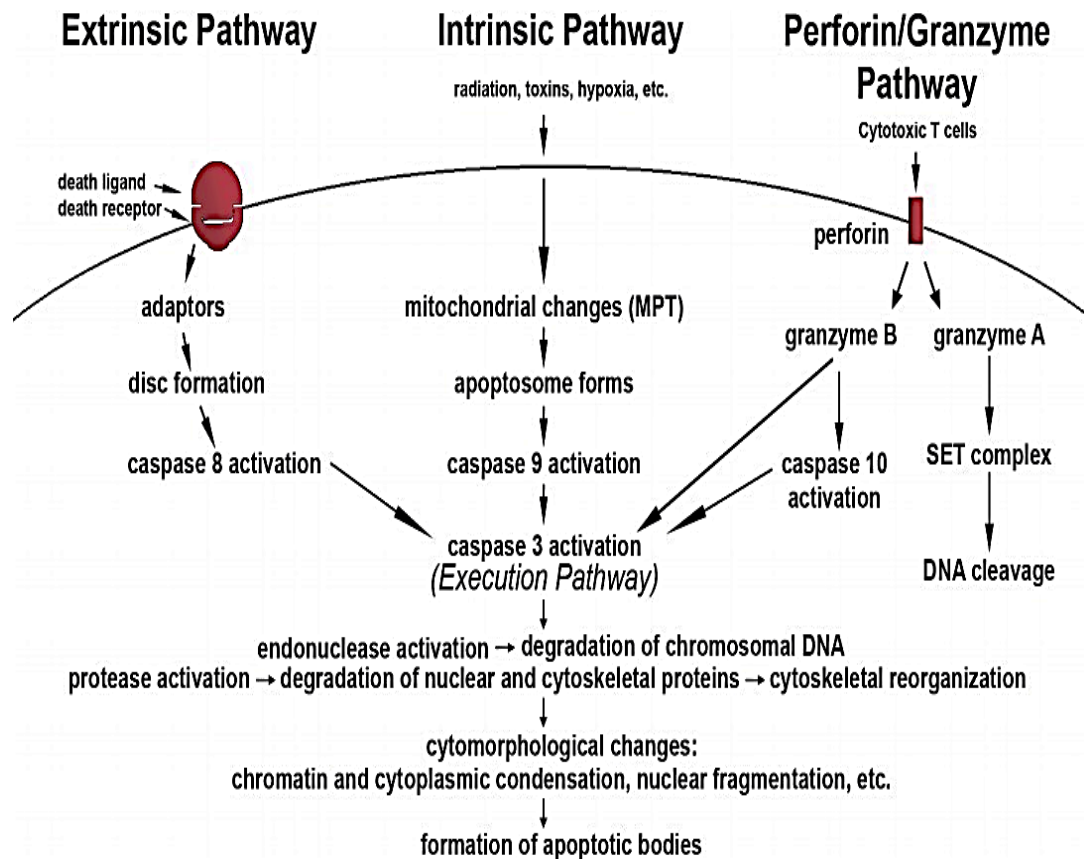 Extrinsic Pathway
Intrinsic Pathway
Perforin/Granzyme
Pathway
radiation, toxins, hypoxia, etc.
Cytotoxic T cells
death ligand
death receptor
perforin
adaptors
mitochondrial changes (MPT)
granzyme B
granzyme A
disc formation
apoptosome forms
caspase 8 activation
caspase 9 activation
caspase 10
activation
SET complex
caspase 3 activation
(Execution Pathway)
DNA cleavage
endonuclease activation → degradation of chromosomal DNA
protease activation → degradation of nuclear and cytoskeletal proteins → cytoskeletal reorganization
cytomorphological changes:
chromatin and cytoplasmic condensation, nuclear fragmentation, etc.
formation of apoptotic bodies